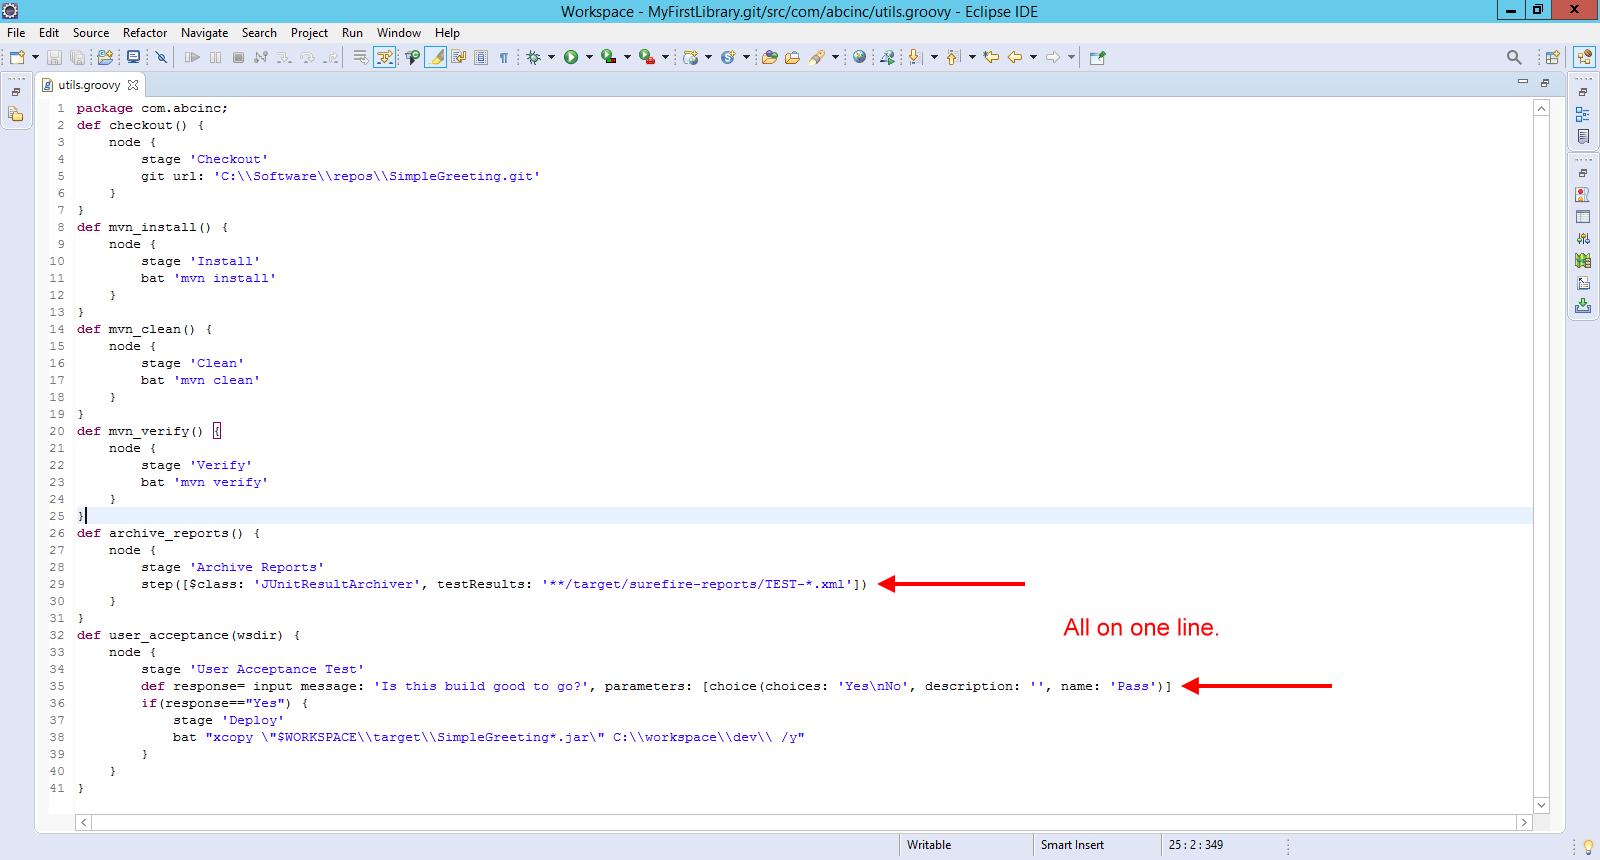 Workspace - MyFirstLibrary.git/src/com/abcinc/utils.groovy - Eclipse IDE
File Edit Source Refactor Navigate Search Project Run Window Help
utils.groovy
1 package com.abcinc;
2 def checkout() {
3     node {
4         stage 'Checkout'
5         git url: 'C:\\Software\\repos\\SimpleGreeting.git'
6     }
7 }
8 def mvn_install() {
9     node {
10         stage 'Install'
11         bat 'mvn install'
12     }
13 }
14 def mvn_clean() {
15     node {
16         stage 'Clean'
17         bat 'mvn clean'
18     }
19 }
20 def mvn_verify() {
21     node {
22         stage 'Verify'
23         bat 'mvn verify'
24     }
25 }
26 def archive_reports() {
27     node {
28         stage 'Archive Reports'
29         step([$class: 'JUnitResultArchiver', testResults: '**/target/surefire-reports/TEST-*.xml'])
30     }
All on one line.
31 }
32 def user_acceptance(wsdir) {
33     node {
34         stage 'User Acceptance Test'
35         def response= input message: 'Is this build good to go?', parameters: [choice(choices: 'Yes\nNo', description: '', name: 'Pass')]
36         if(response=="Yes") {
37             stage 'Deploy'
38             bat "xcopy \"$WORKSPACE\\target\\SimpleGreeting*.jar\" C:\\workspace\\dev\\ /y"
39         }
40     }
41 }
Writable Smart Insert 25 : 2 : 349